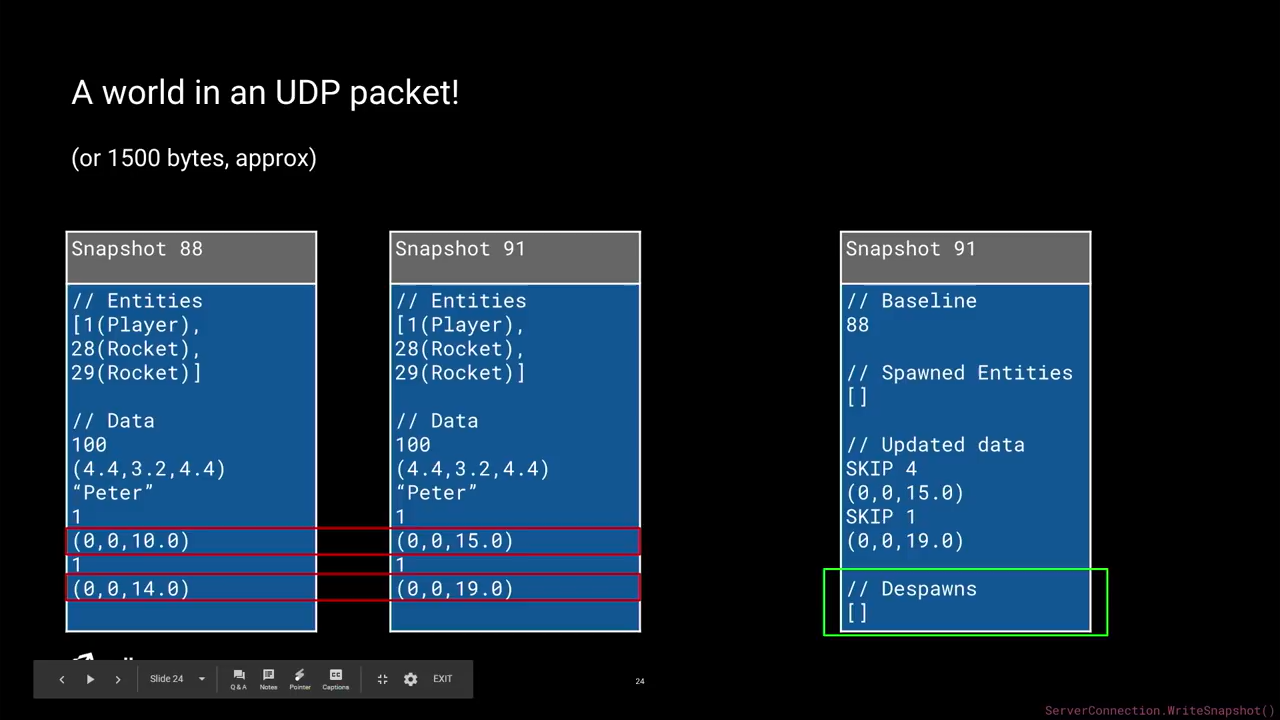 A world in an UDP packet!
(or 1500 bytes, approx)
Snapshot 88
// Entities
[1(Player),
28(Rocket),
29(Rocket)]
// Data
100
(4.4,3.2,4.4)
“Peter”
1
(0,0,10.0)
1
(0,0,14.0)
Snapshot 91
// Entities
[1(Player),
28(Rocket),
29(Rocket)]
// Data
100
(4.4,3.2,4.4)
“Peter”
1
(0,0,15.0)
1
(0,0,19.0)
Snapshot 91
// Baseline
88
// Spawned Entities
[]
// Updated data
SKIP 4
(0,0,15.0)
SKIP 1
(0,0,19.0)
// Despawns
[]
Slide 24
Q & A
Notes
Pointer
CC
Captions
EXIT
24
ServerConnection.WriteSnapshot()